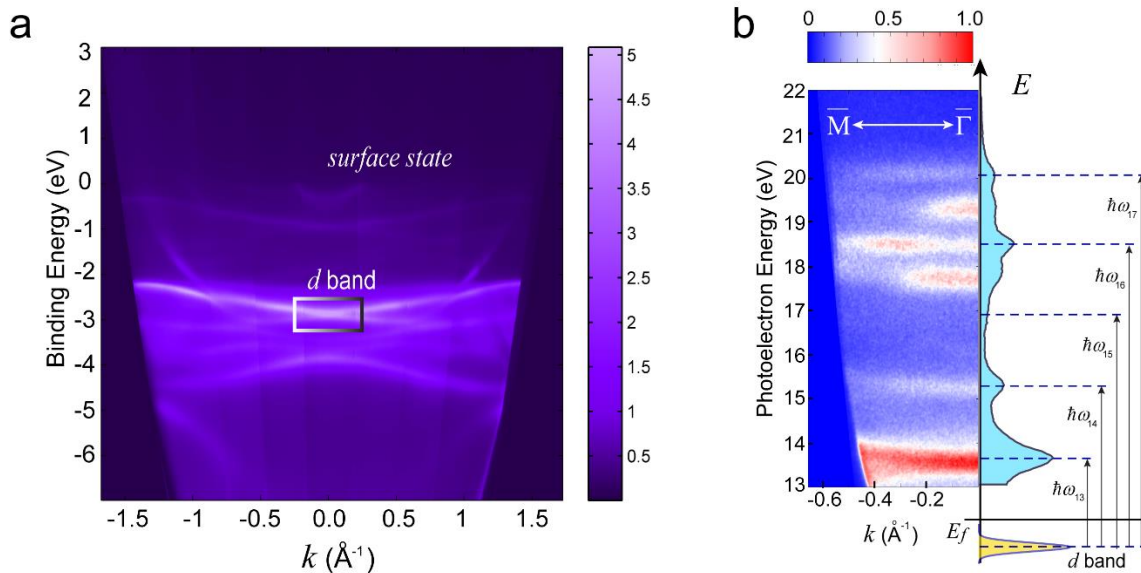 a
3
2
1
0
-1
-2
-3
-4
-5
-6
Binding Energy (eV)
surface state
d band
-1.5
-1.0
-0.5
0.0
0.5
1.0
1.5
k (Å⁻¹)
5
4.5
4
3.5
3
2.5
2
1.5
1
0.5
b
0
0.5
1.0
E
22
21
20
19
18
17
16
15
14
13
Photoelectron Energy (eV)
M̅ Γ̅
ℏω₁₇
ℏω₁₆
ℏω₁₅
ℏω₁₄
ℏω₁₃
-0.6
-0.4
-0.2
k (Å⁻¹)
Ef
d band